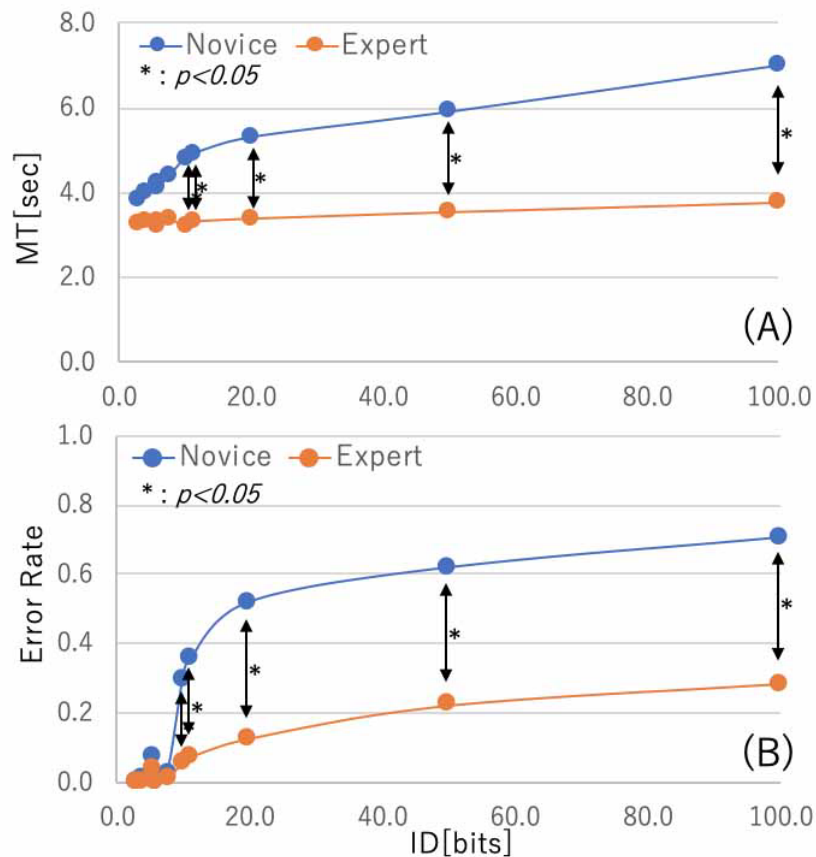 8.0
Novice Expert
* : p<0.05
6.0
* * * * *
4.0
MT[sec]
2.0
(A)
0.0
0.0 20.0 40.0 60.0 80.0 100.0
1.0
Novice Expert
* : p<0.05
0.8
0.6
Error Rate
* * * *
0.4
0.2
(B)
0.0
0.0 20.0 40.0 60.0 80.0 100.0
ID[bits]